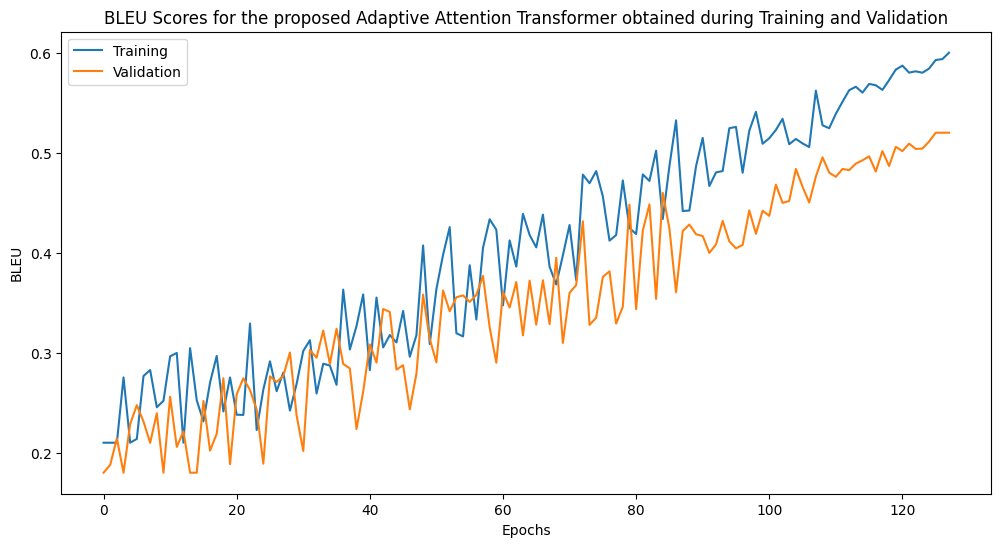 BLEU Scores for the proposed Adaptive Attention Transformer obtained during Training and Validation
Training
Validation
0.6
0.5
0.4
0.3
0.2
BLEU
0 20 40 60 80 100 120
Epochs